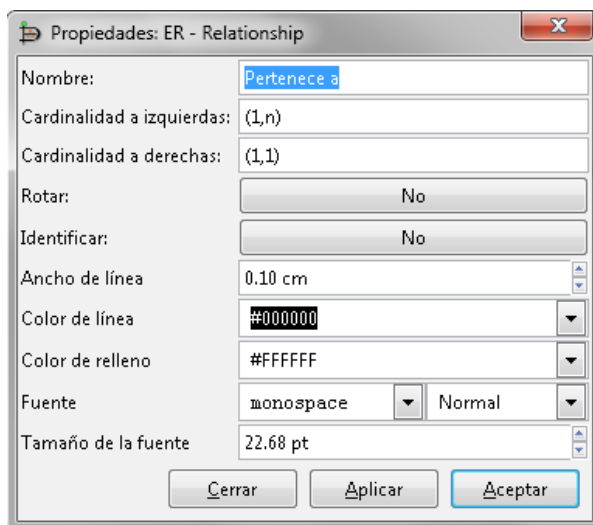 Propiedades: ER - Relationship
Nombre: Pertenece a
Cardinalidad a izquierdas: (1,n)
Cardinalidad a derechas: (1,1)
Rotar: No
Identificar: No
Ancho de línea 0.10 cm
Color de línea #000000
Color de relleno #FFFFFF
Fuente monospace Normal
Tamaño de la fuente 22.68 pt
Cerrar Aplicar Aceptar